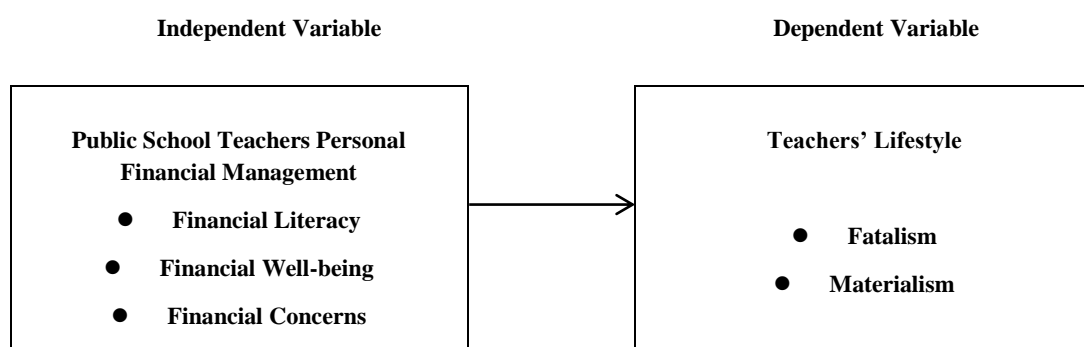 Independent Variable
Dependent Variable
Public School Teachers Personal
Financial Management
● Financial Literacy
● Financial Well-being
● Financial Concerns
Teachers’ Lifestyle
● Fatalism
● Materialism